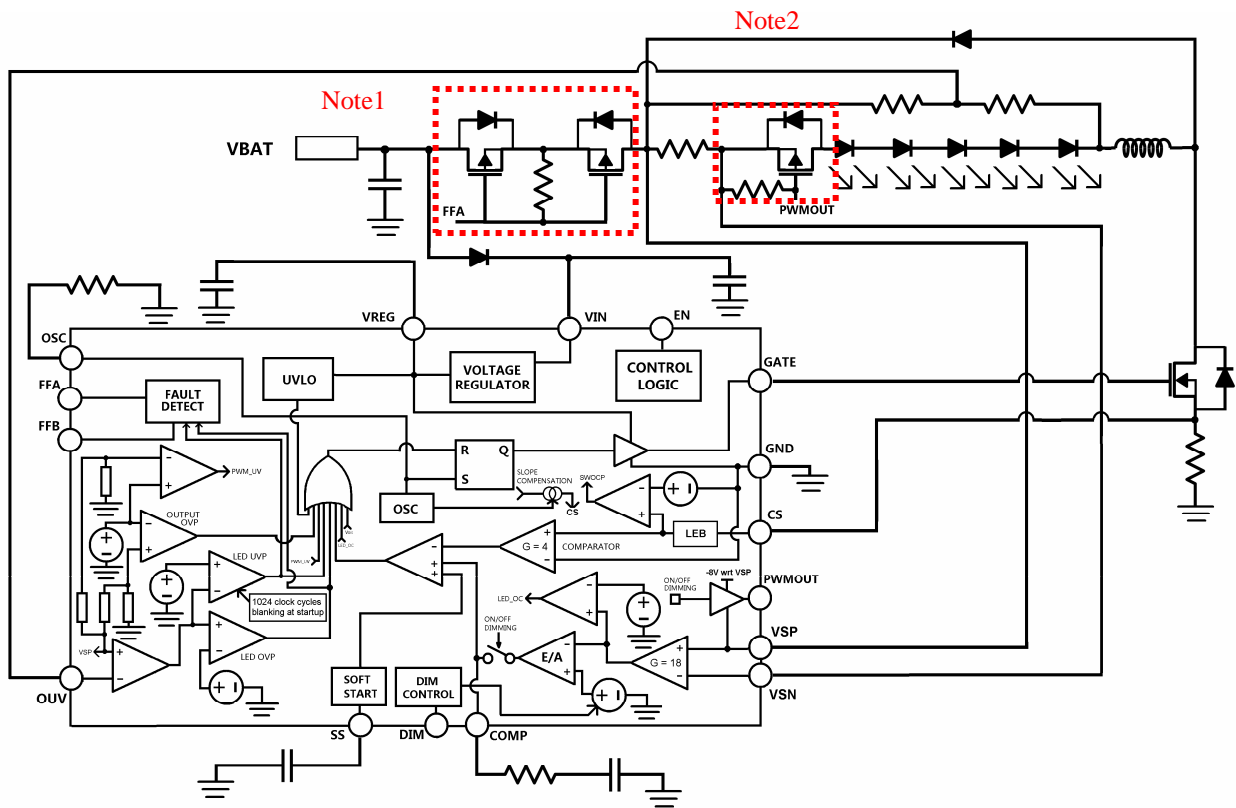 Note2
Note1
VBAT
FFA
PWMOUT
VREG
VIN
EN
OSC
GATE
UVLO
VOLTAGE
REGULATOR
CONTROL
LOGIC
FFA
FAULT
DETECT
FFB
R
Q
S
GND
PWM_UV
SLOPE
COMPENSATION
SWOCP
CS
OSC
OUTPUT
OVP
CS
LEB
G = 4
COMPARATOR
LED_OC
PWM_UV
LED UVP
1024 clock cycles
blanking at startup
-8V wrt VSP
PWMOUT
ON/OFF
DIMMING
LED_OC
ON/OFF
DIMMING
VSP
VSP
E/A
G = 18
LED OVP
SOFT
START
DIM
CONTROL
VSN
OUV
SS
DIM
COMP